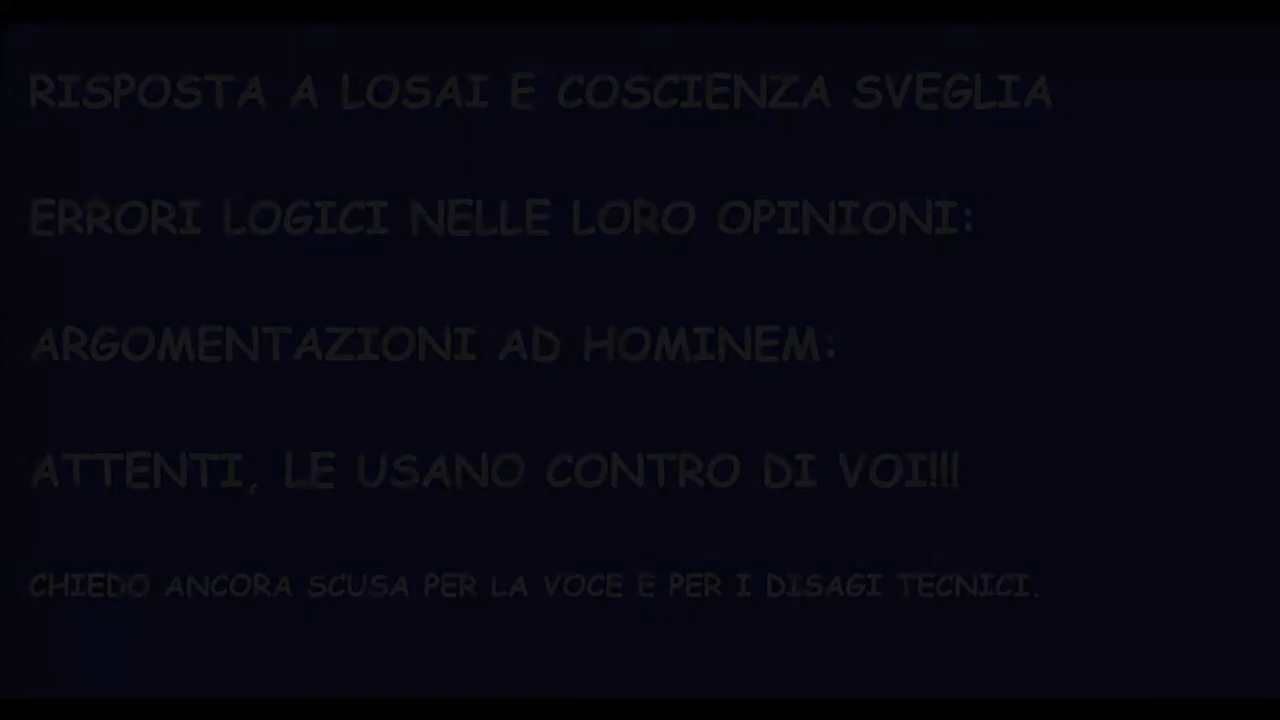 RISPOSTA A LOSAI E COSCIENZA SVEGLIA
ERRORI LOGICI NELLE LORO OPINIONI:
ARGOMENTAZIONI AD HOMINEM:
ATTENTI, LE USANO CONTRO DI VOI!!!
CHIEDO ANCORA SCUSA PER LA VOCE E PER I DISAGI TECNICI.